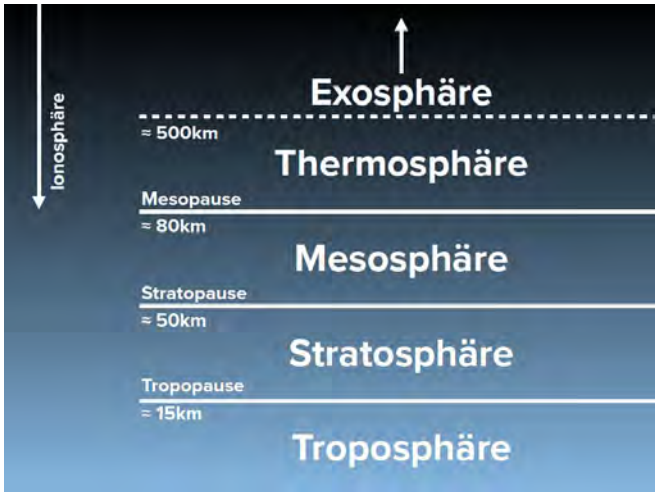 Exosphäre
≈ 500km
Ionosphäre
Thermosphäre
Mesopause
≈ 80km
Mesosphäre
Stratopause
≈ 50km
Stratosphäre
Tropopause
≈ 15km
Troposphäre